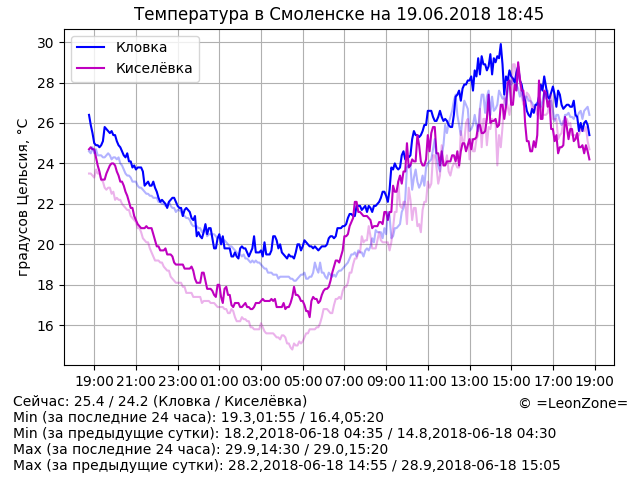 Температура в Смоленске на 19.06.2018 18:45
Кловка
Киселёвка
градусов Цельсия, °C
30
28
26
24
22
20
18
16
19:00 21:00 23:00 01:00 03:00 05:00 07:00 09:00 11:00 13:00 15:00 17:00 19:00
Сейчас: 25.4 / 24.2 (Кловка / Киселёвка)
© =LeonZone=
Min (за последние 24 часа): 19.3,01:55 / 16.4,05:20
Min (за предыдущие сутки): 18.2,2018-06-18 04:35 / 14.8,2018-06-18 04:30
Max (за последние 24 часа): 29.9,14:30 / 29.0,15:20
Max (за предыдущие сутки): 28.2,2018-06-18 14:55 / 28.9,2018-06-18 15:05